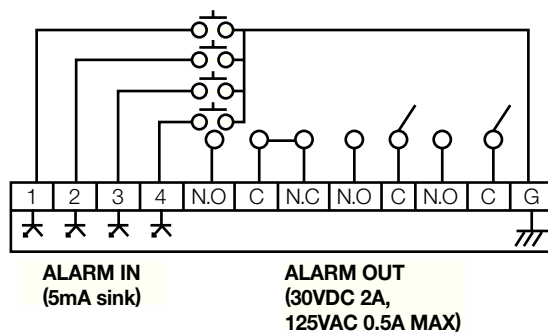 1 2 3 4 N.O C N.C N.O C N.O C G
ALARM IN
(5mA sink)
ALARM OUT
(30VDC 2A,
125VAC 0.5A MAX)